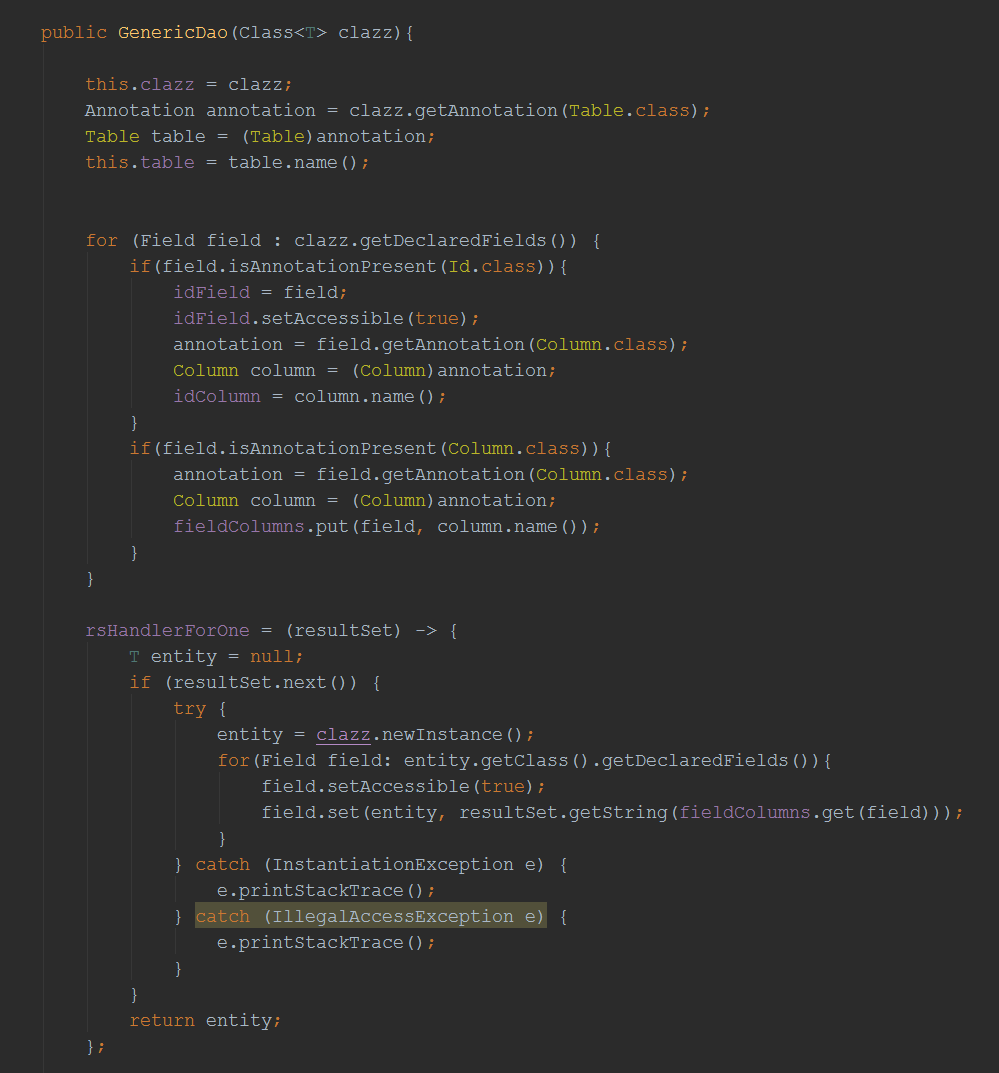 public GenericDao(Class<T> clazz){
this.clazz = clazz;
Annotation annotation = clazz.getAnnotation(Table.class);
Table table = (Table)annotation;
this.table = table.name();
for (Field field : clazz.getDeclaredFields()) {
if(field.isAnnotationPresent(Id.class)){
idField = field;
idField.setAccessible(true);
annotation = field.getAnnotation(Column.class);
Column column = (Column)annotation;
idColumn = column.name();
}
if(field.isAnnotationPresent(Column.class)){
annotation = field.getAnnotation(Column.class);
Column column = (Column)annotation;
fieldColumns.put(field, column.name());
}
}
rsHandlerForOne = (resultSet) -> {
T entity = null;
if (resultSet.next()) {
try {
entity = clazz.newInstance();
for(Field field: entity.getClass().getDeclaredFields()){
field.setAccessible(true);
field.set(entity, resultSet.getString(fieldColumns.get(field)));
}
} catch (InstantiationException e) {
e.printStackTrace();
} catch (IllegalAccessException e) {
e.printStackTrace();
}
}
return entity;
};